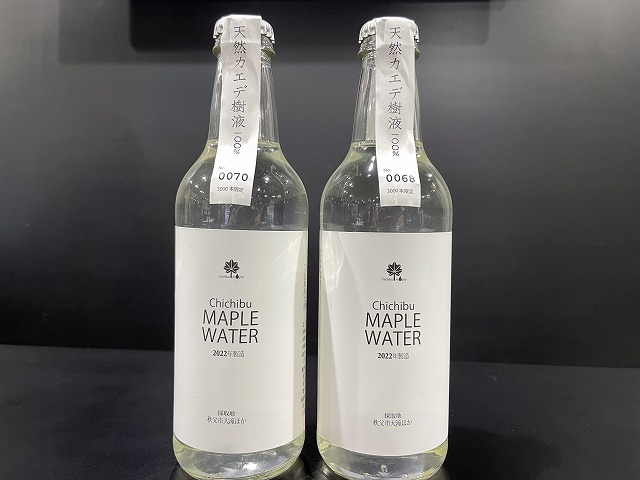 天然カエデ樹液一〇〇%
No.
0070
3000本限定
Chichibu
MAPLE
WATER
2022年製造
採取地
秩父市大滝ほか
天然カエデ樹液一〇〇%
No.
0068
3000本限定
Chichibu
MAPLE
WATER
2022年製造
採取地
秩父市大滝ほか